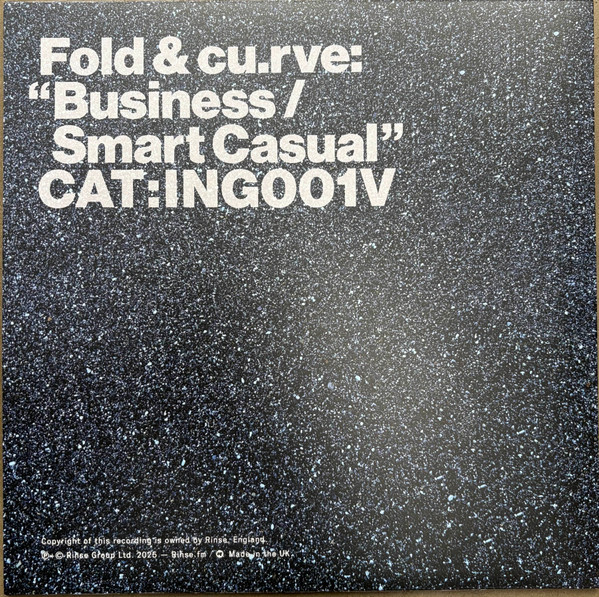 Fold & cu.rve:
“Business /
Smart Casual”
CAT:ING001V
Copyright of this recording is owned by Rinse, England.
℗+© Rinse Group Ltd. 2025 — Rinse.fm / Made in the UK